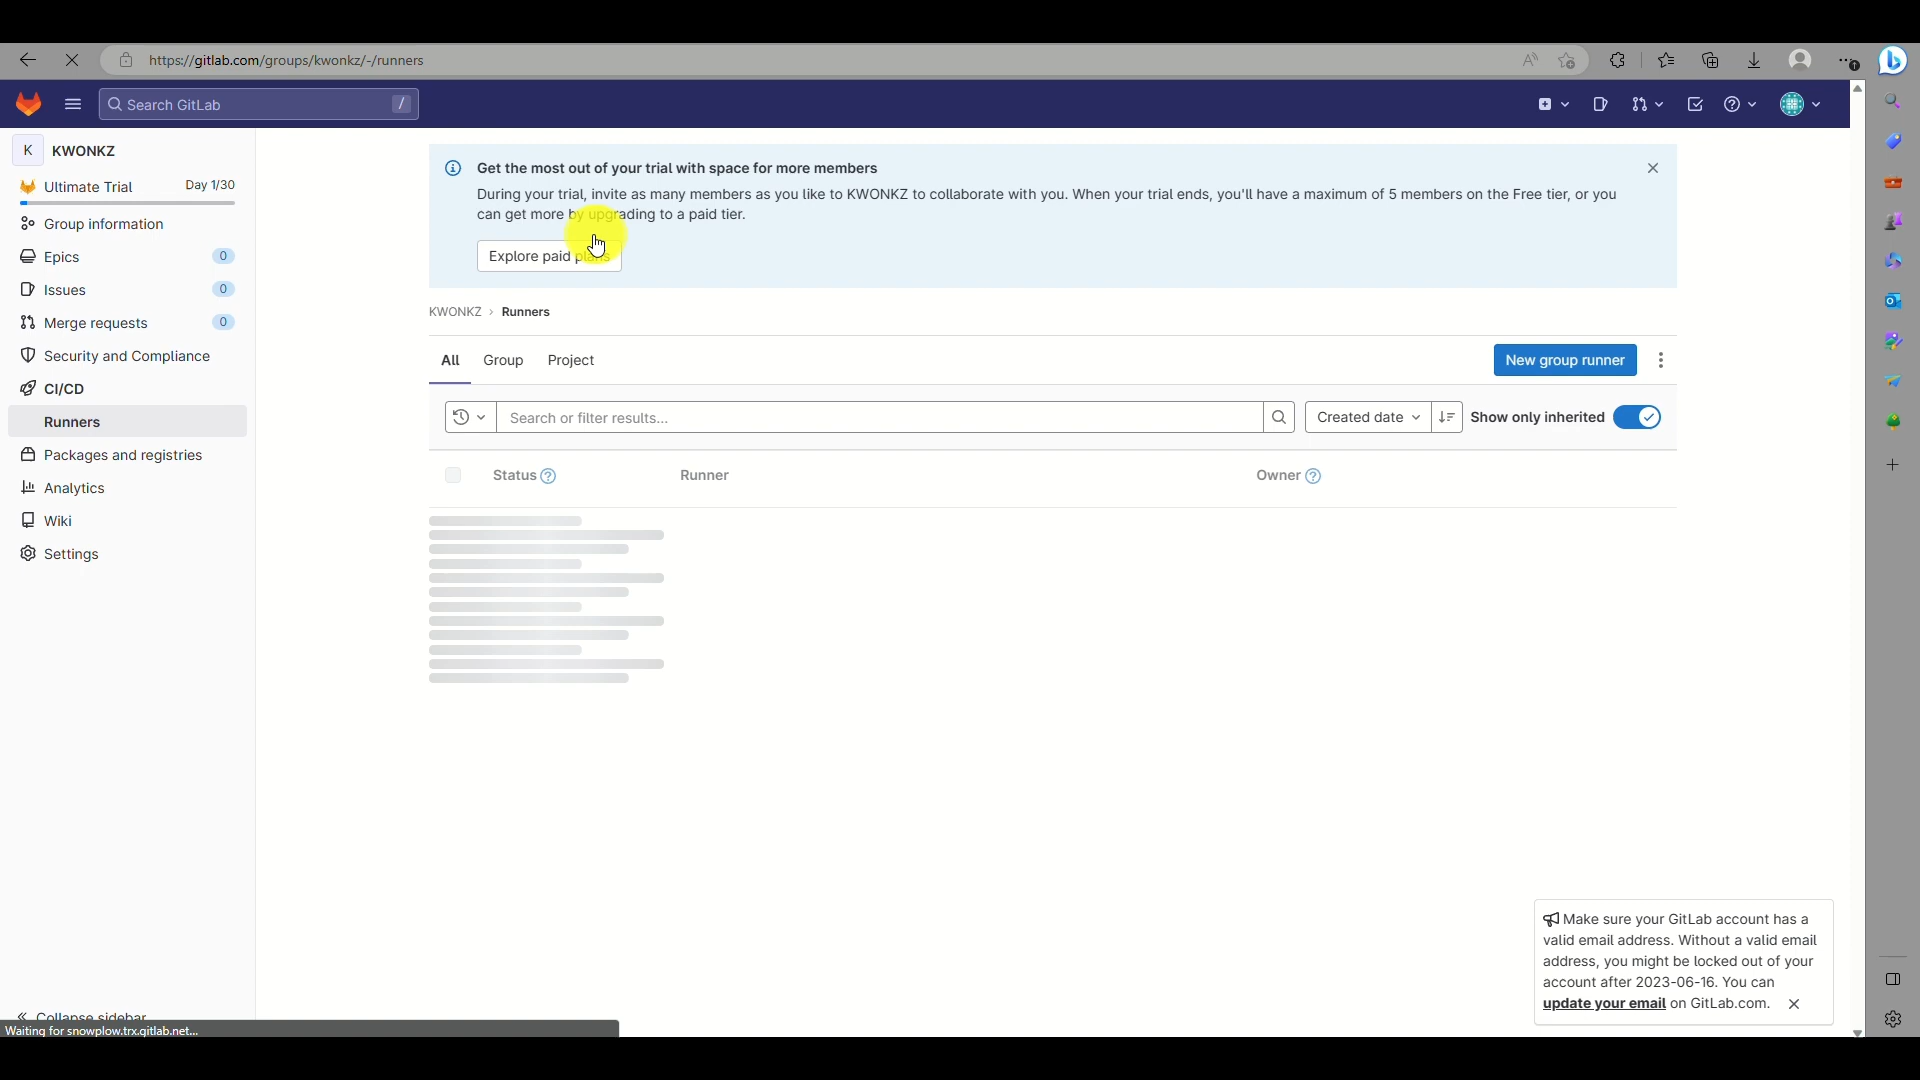 https://gitlab.com/groups/kwonkz/-/runners
Search GitLab /
K KWONKZ
Ultimate Trial Day 1/30
Group information
Epics 0
Issues 0
Merge requests 0
Security and Compliance
CI/CD
Runners
Packages and registries
Analytics
Wiki
Settings
Collapse sidebar
Waiting for snowplow.trx.gitlab.net...
Get the most out of your trial with space for more members
During your trial, invite as many members as you like to KWONKZ to collaborate with you. When your trial ends, you'll have a maximum of 5 members on the Free tier, or you
can get more by upgrading to a paid tier.
Explore paid plans
KWONKZ › Runners
All Group Project New group runner
Search or filter results... Created date Show only inherited
Status Runner Owner
Make sure your GitLab account has a
valid email address. Without a valid email
address, you might be locked out of your
account after 2023-06-16. You can
update your email on GitLab.com.